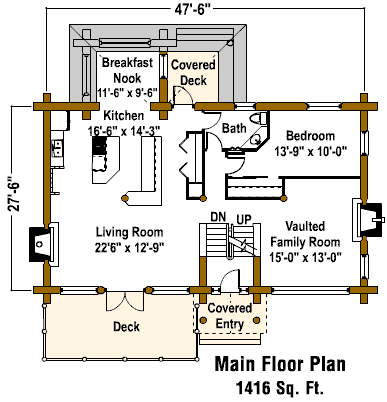 47'-6"
Breakfast
Nook
11'-6" x 9'-6"
Covered
Deck
Kitchen
16'-6" x 14'-3"
Bath
Bedroom
13'-9" x 10'-0"
27'-6"
Living Room
22'6" x 12'-9"
DN UP
Vaulted
Family Room
15'-0" x 13'-0"
Deck
Covered
Entry
Main Floor Plan
1416 Sq. Ft.